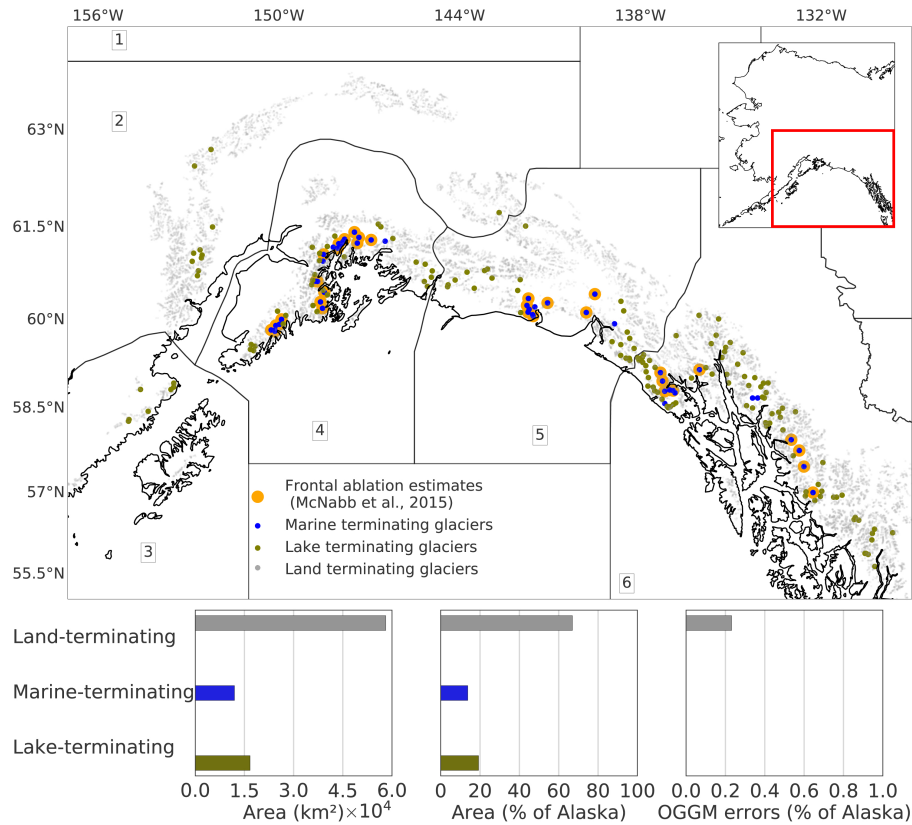 156°W 150°W 144°W 138°W 132°W
1
2
63°N
61.5°N
60°N
58.5°N
4
5
57°N
Frontal ablation estimates
(McNabb et al., 2015)
Marine terminating glaciers
Lake terminating glaciers
Land terminating glaciers
3
55.5°N
6
Land-terminating
Marine-terminating
Lake-terminating
0.0 1.5 3.0 4.5 6.0
Area (km²)×10⁴
0 20 40 60 80 100
Area (% of Alaska)
0.0 0.2 0.4 0.6 0.8 1.0
OGGM errors (% of Alaska)